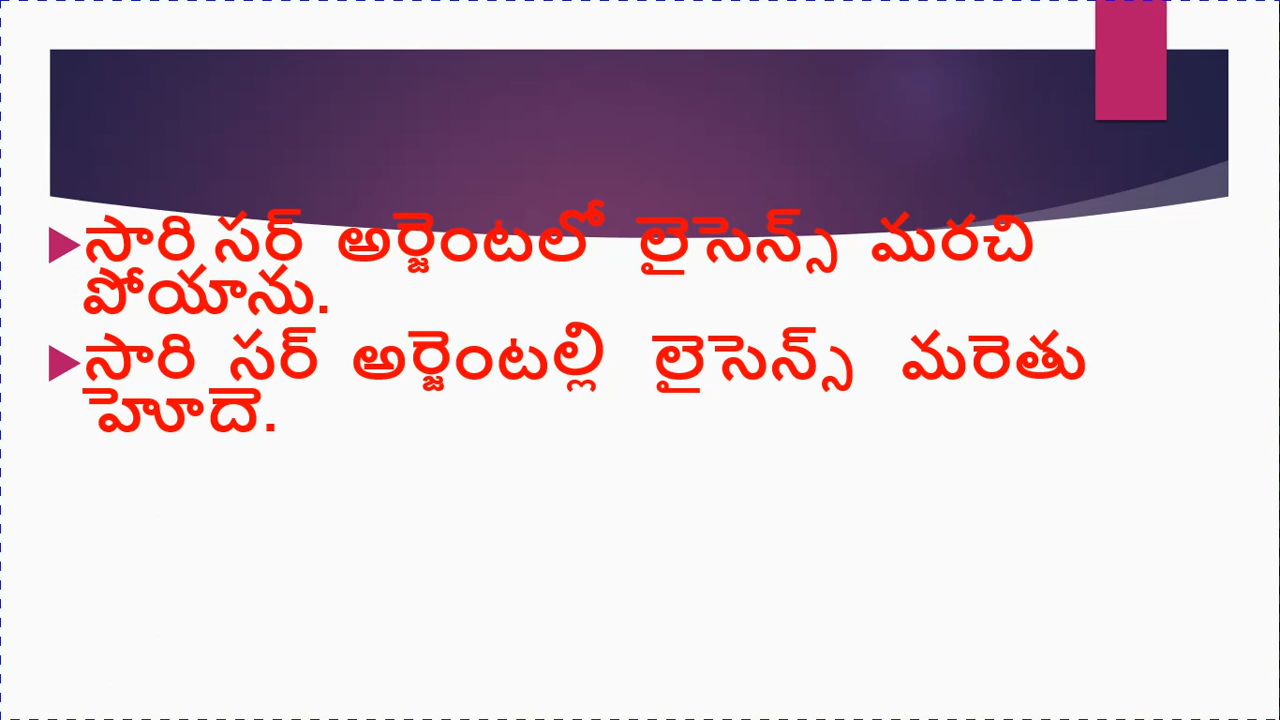 సారి సర్ అర్జెంటలో లైసెన్స్ మరచి
పోయాను.
సారి సర్ అర్జెంటల్లి లైసెన్స్ మరెతు
హోదె.